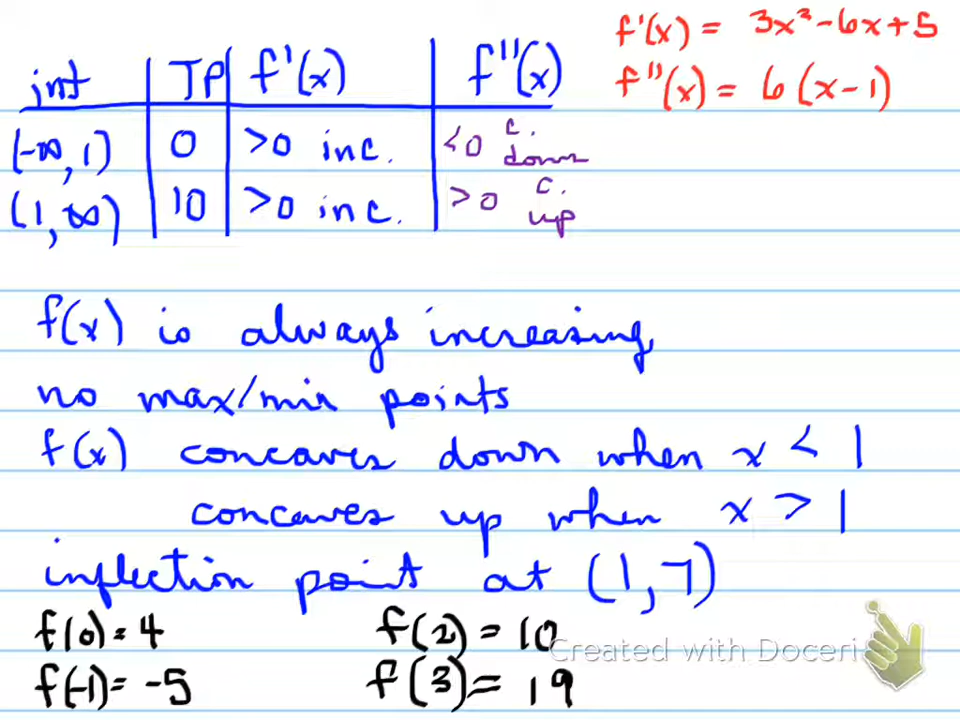 f'(x) = 3x² - 6x + 5
f''(x) = 6(x-1)
int TP f'(x) f''(x)
(-∞, 1) 0 >0 inc. <0 c. down
(1, ∞) 10 >0 inc. >0 c. up
f(x) is always increasing
no max/min points
f(x) concaves down when x < 1
concaves up when x > 1
inflection point at (1, 7)
f(0) = 4 f(2) = 10
f(-1) = -5 f(3) = 19
Created with Doceri